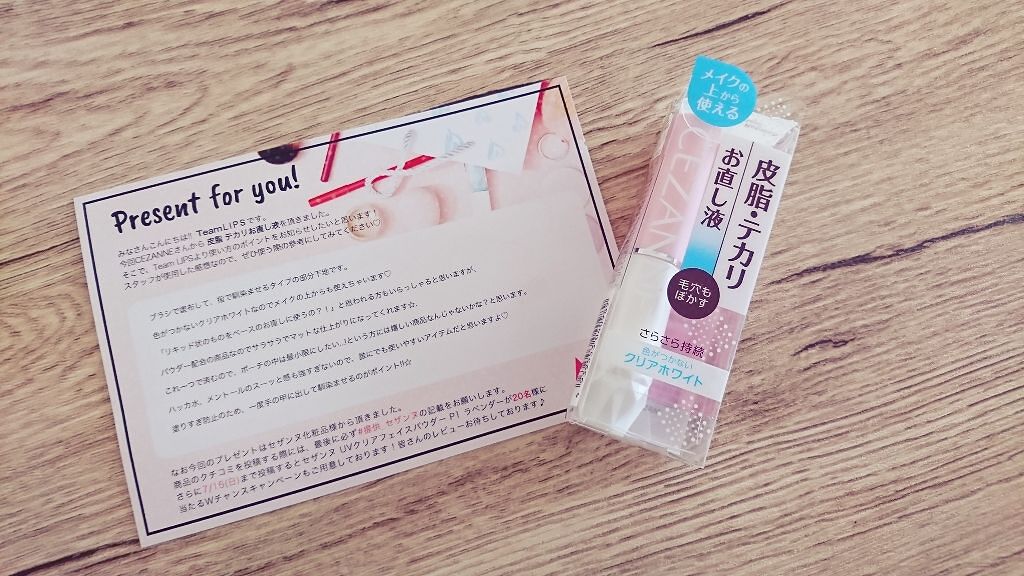 Present for you!
みなさんこんにちは!! TeamLIPSです。
今回CEZANNEさんから 皮脂テカリお直し液を頂きました。
そこで、Team LIPSより使い方のポイントをお知らせしたいと思います!
スタッフが使用した感想なので、ぜひ使う際の参考にしてみてください♡
ブラシで塗布して、指で馴染ませるタイプの部分下地です。
色がつかないクリアホワイトなのでメイクの上からも使えちゃいます♡
「リキッド状のものをベースのお直しに使うの?!」と思われる方もいらっしゃると思いますが、
パウダー配合の商品なのでサラサラでマットな仕上がりになってくれます☆
これ一つで済むので、ポーチの中は最小限にしたい、、という方には嬉しい商品なんじゃないかな?と思います。
ハッカ水、メントールのスーッと感も強すぎないので、誰にでも使いやすいアイテムだと思いますよ♡
塗りすぎ防止のため、一度手の甲に出して馴染ませるのがポイント!!☆
なお今回のプレゼントはセザンヌ化粧品様から頂きました。
商品のクチコミを投稿する際には、最後に必ず#提供_セザンヌの記載をお願いします。
さらに7/15(日)まで投稿するとセザンヌ UVクリアフェイスパウダー P1 ラベンダーが20名様に
当たるWチャンスキャンペーンもご用意しております!皆さんのレビューお待ちしております♪
メイクの
上から
使える
CEZANNE
皮脂・テカリ
お直し液
毛穴も
ぼかす
さらさら持続
色がつかない
クリアホワイト